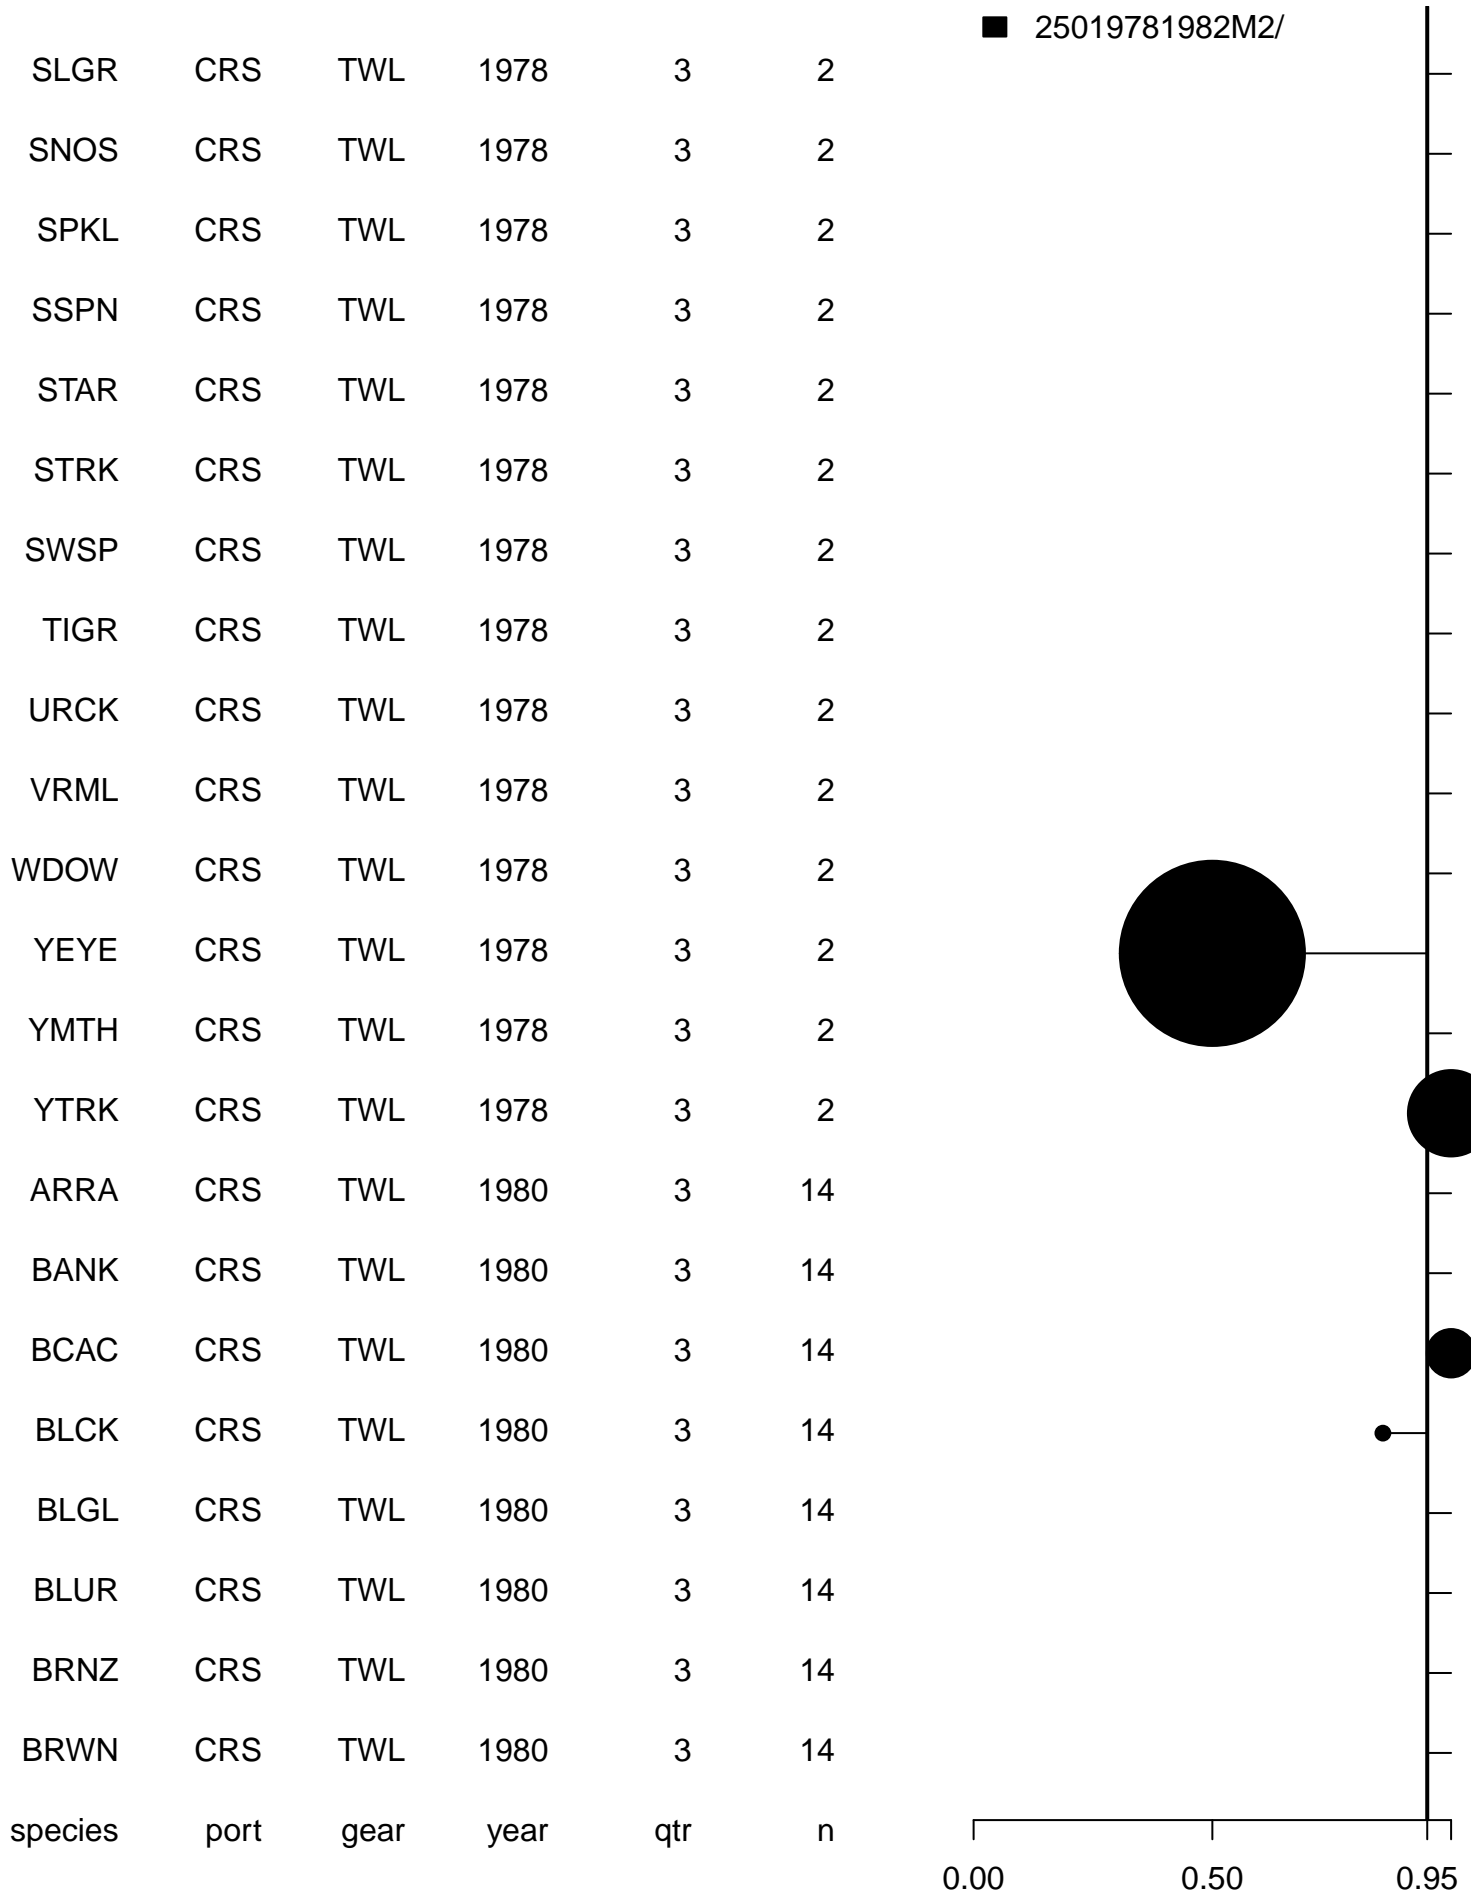 25019781982M2/
SLGR CRS TWL 1978 3 2
SNOS CRS TWL 1978 3 2
SPKL CRS TWL 1978 3 2
SSPN CRS TWL 1978 3 2
STAR CRS TWL 1978 3 2
STRK CRS TWL 1978 3 2
SWSP CRS TWL 1978 3 2
TIGR CRS TWL 1978 3 2
URCK CRS TWL 1978 3 2
VRML CRS TWL 1978 3 2
WDOW CRS TWL 1978 3 2
YEYE CRS TWL 1978 3 2
YMTH CRS TWL 1978 3 2
YTRK CRS TWL 1978 3 2
ARRA CRS TWL 1980 3 14
BANK CRS TWL 1980 3 14
BCAC CRS TWL 1980 3 14
BLCK CRS TWL 1980 3 14
BLGL CRS TWL 1980 3 14
BLUR CRS TWL 1980 3 14
BRNZ CRS TWL 1980 3 14
BRWN CRS TWL 1980 3 14
species port gear year qtr n
0.00 0.50 0.95